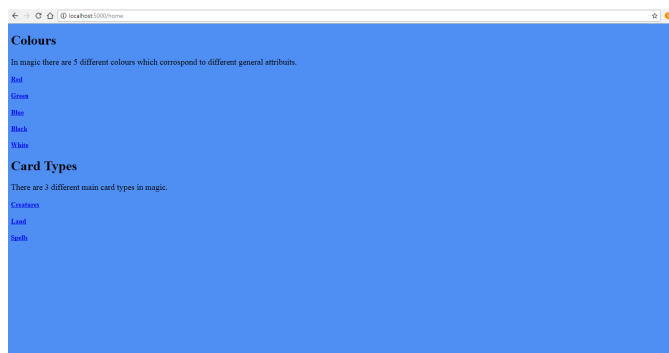 localhost:5000/home
Colours
In magic there are 5 different colours which corrospond to different general attribuits.
Red
Green
Blue
Black
White
Card Types
There are 3 different main card types in magic.
Creatures
Land
Spells